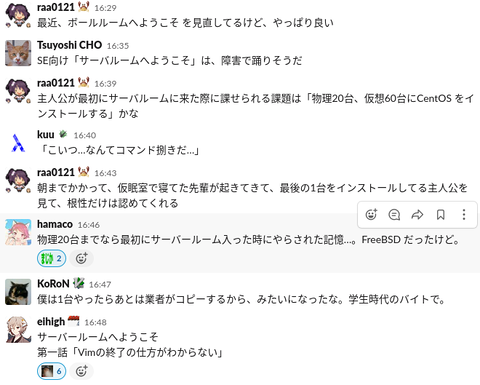 raa0121 16:29
最近、ボールルームへようこそ を見直してるけど、やっぱり良い
Tsuyoshi CHO 16:35
SE向け「サーバルームへようこそ」は、障害で踊りそうだ
raa0121 16:39
主人公が最初にサーバルームに来た際に課せられる課題は「物理20台、仮想60台にCentOS をイ
ンストールする」かな
kuu 16:40
「こいつ…なんてコマンド捌きだ…」
raa0121 16:43
朝までかかって、仮眠室で寝てた先輩が起きてきて、最後の1台をインストールしてる主人公を
見て、根性だけは認めてくれる
hamaco 16:46
物理20台までなら最初にサーバールーム入った時にやらされた記憶…。FreeBSD だったけど。
2
KoRoN 16:47
僕は1台やったらあとは業者がコピーするから、みたいになったな。学生時代のバイトで。
eihigh 16:48
サーバールームへようこそ
第一話「Vimの終了の仕方がわからない」
6